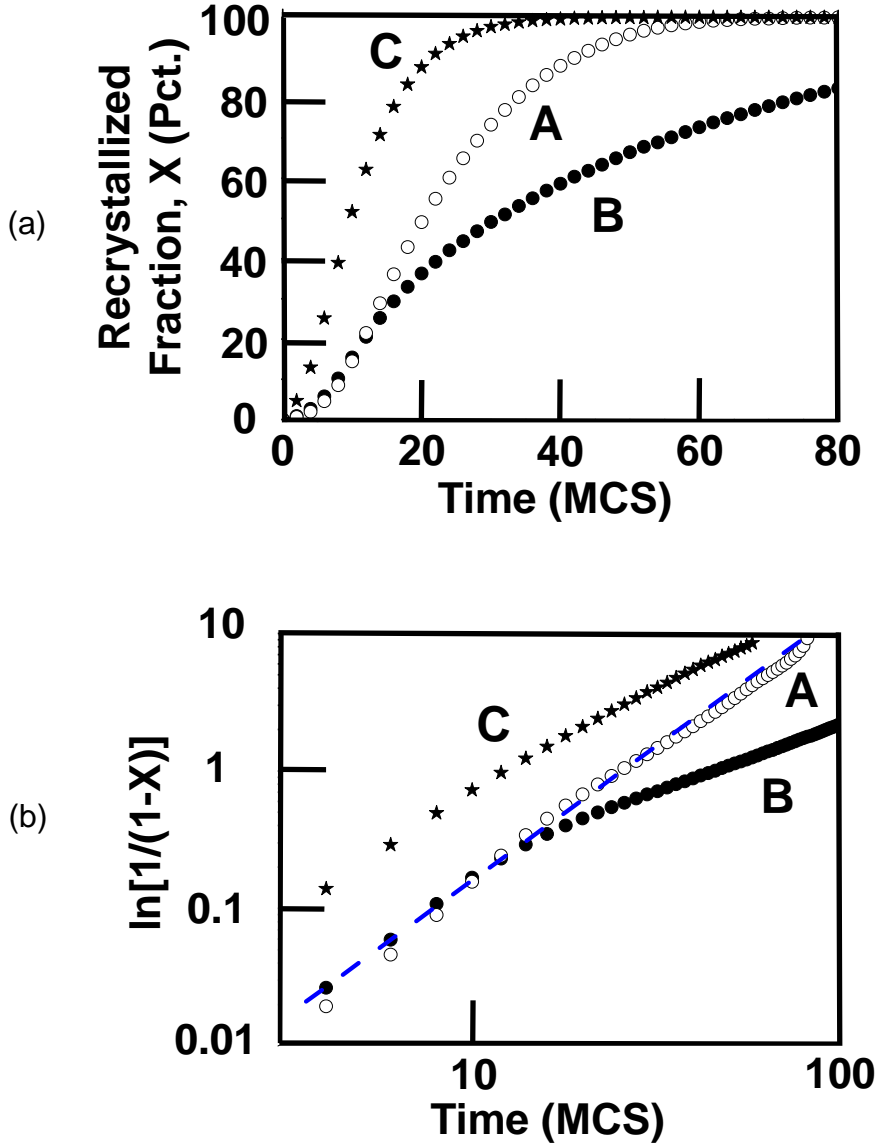 (a)
Recrystallized
Fraction, X (Pct.)
100
80
60
40
20
0
C
A
B
0 20 40 60 80
Time (MCS)
(b)
ln[1/(1-X)]
10
1
0.1
0.01
C
A
B
10 100
Time (MCS)